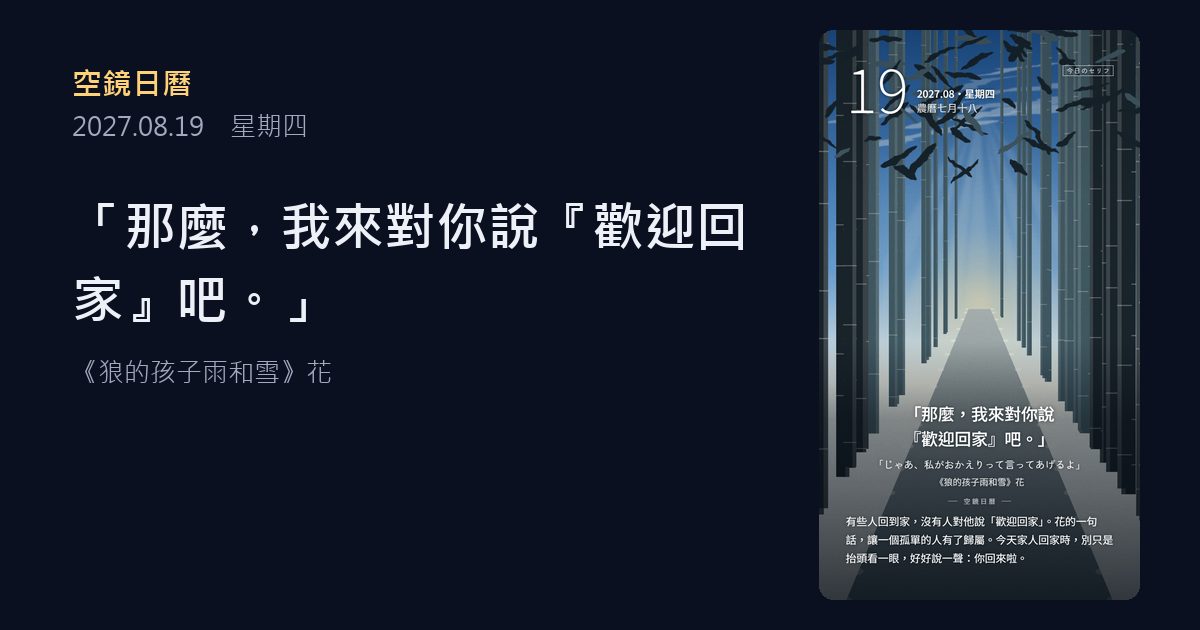 空鏡日曆
2027.08.19 星期四
「那麼，我來對你說『歡迎回
家』吧。」
《狼的孩子雨和雪》花
19
2027.08・星期四
農曆七月十八
今日のセリフ
「那麼，我來對你說
『歡迎回家』吧。」
「じゃあ、私がおかえりって言ってあげるよ」
《狼的孩子雨和雪》花
— 空鏡日曆 —
有些人回到家，沒有人對他說「歡迎回家」。花的一句
話，讓一個孤單的人有了歸屬。今天家人回家時，別只是
抬頭看一眼，好好說一聲：你回來啦。